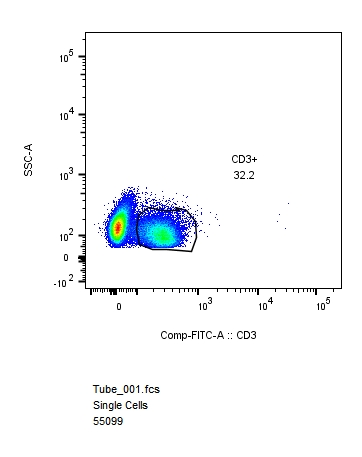 10^5
10^4
SSC-A
CD3+
32.2
10^3
10^2
0
-10^2
0
10^3
10^4
10^5
Comp-FITC-A :: CD3
Tube_001.fcs
Single Cells
55099